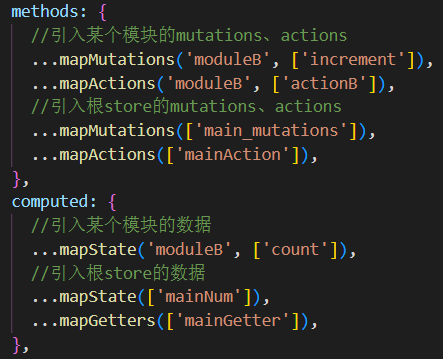 methods: {
//引入某个模块的mutations、actions
...mapMutations('moduleB', ['increment']),
...mapActions('moduleB', ['actionB']),
//引入根store的mutations、actions
...mapMutations(['main_mutations']),
...mapActions(['mainAction']),
},
computed: {
//引入某个模块的数据
...mapState('moduleB', ['count']),
//引入根store的数据
...mapState(['mainNum']),
...mapGetters(['mainGetter']),
},